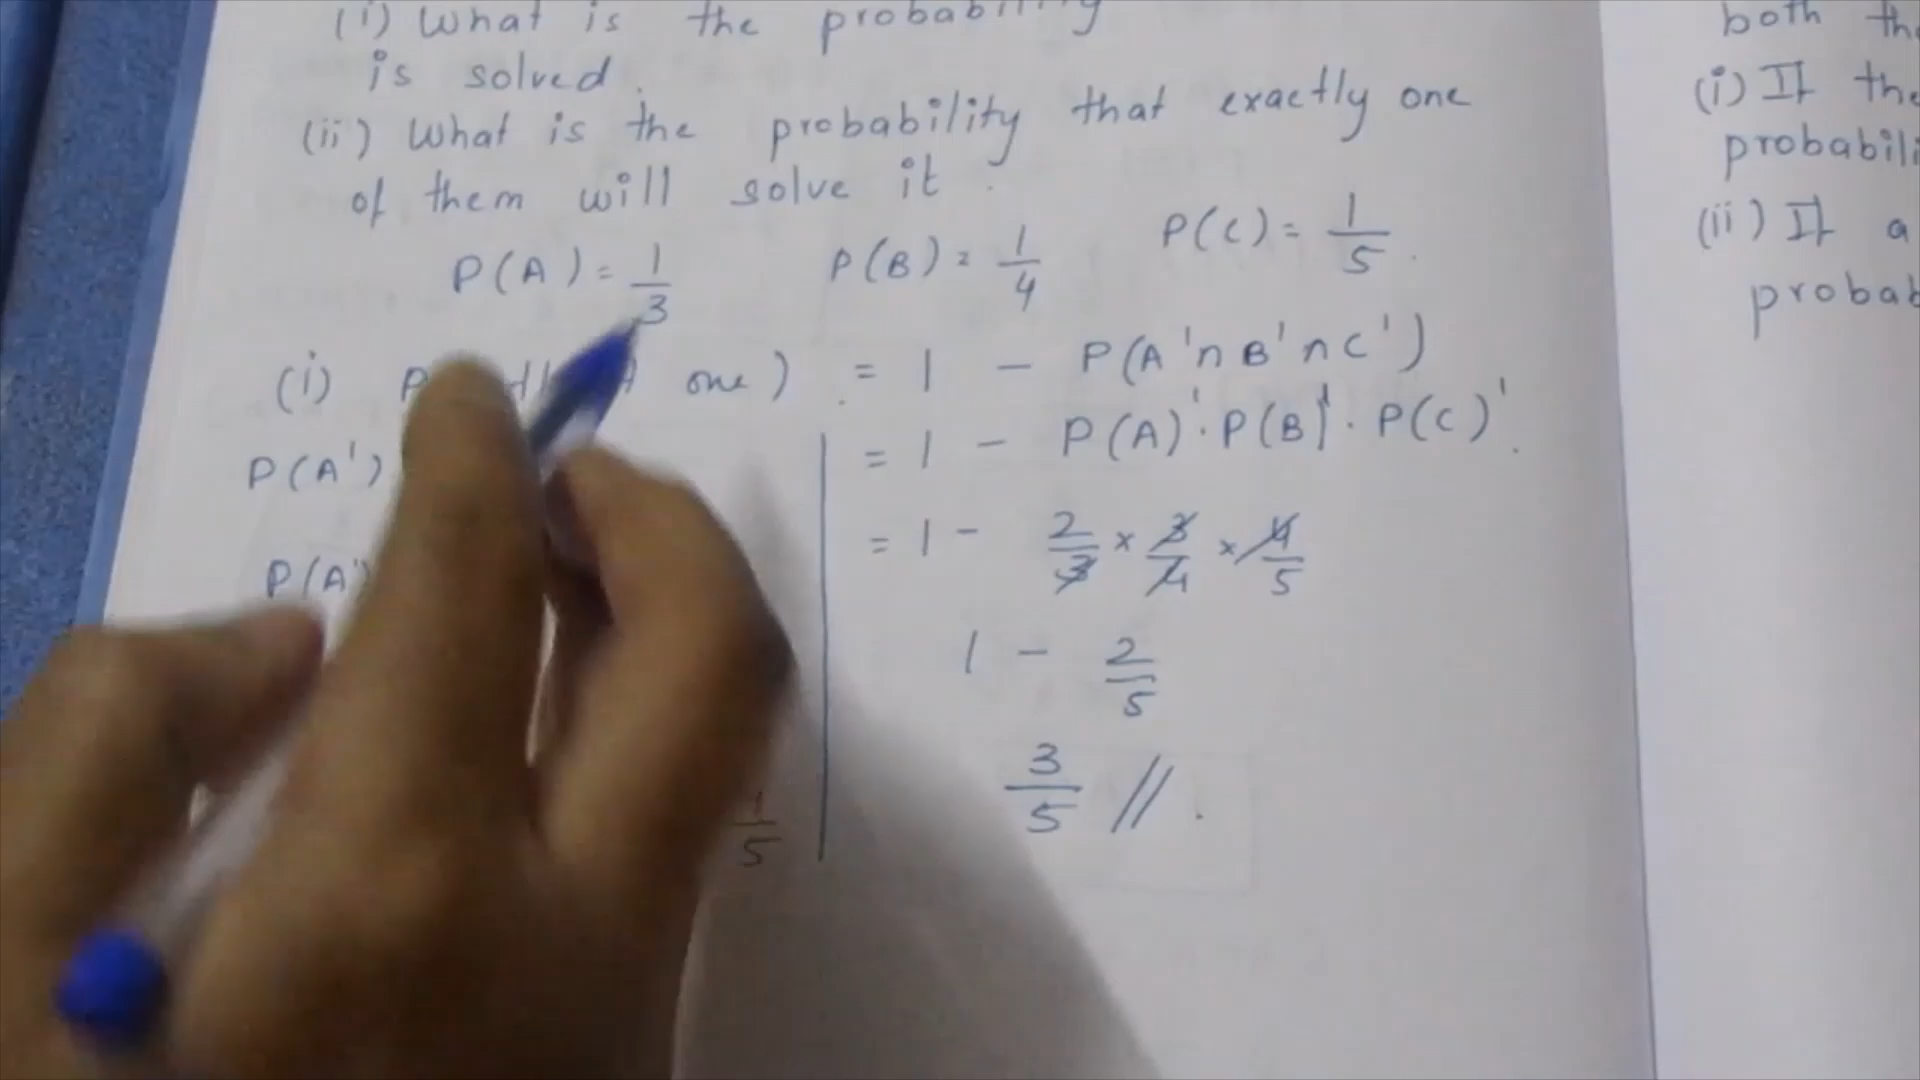 (i) What is the probability
is solved.
(ii) What is the probability that exactly one
of them will solve it.
P(A) = 1/3 P(B) = 1/4 P(C) = 1/5.
(i) one) = 1 - P(A'∩B'∩C')
P(A') = 1 - P(A)'·P(B)'·P(C)'.
= 1 - 2/3 × 3/4 × 4/5
P(A')
1 - 2/5
3/5 //.
1/5
both
(i) If the
(ii) If a